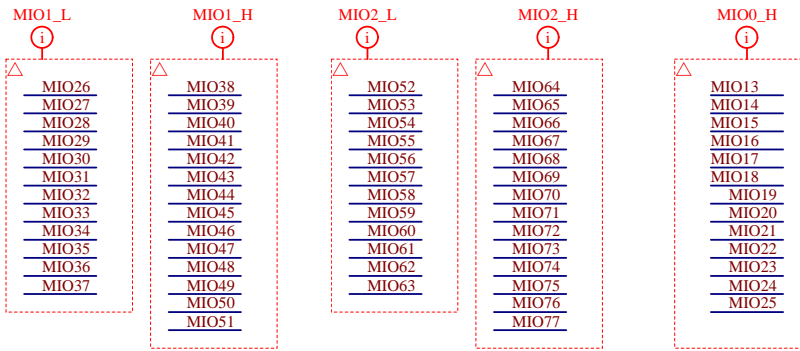 MIO1_L
i
MIO26
MIO27
MIO28
MIO29
MIO30
MIO31
MIO32
MIO33
MIO34
MIO35
MIO36
MIO37
MIO1_H
i
MIO38
MIO39
MIO40
MIO41
MIO42
MIO43
MIO44
MIO45
MIO46
MIO47
MIO48
MIO49
MIO50
MIO51
MIO2_L
i
MIO52
MIO53
MIO54
MIO55
MIO56
MIO57
MIO58
MIO59
MIO60
MIO61
MIO62
MIO63
MIO2_H
i
MIO64
MIO65
MIO66
MIO67
MIO68
MIO69
MIO70
MIO71
MIO72
MIO73
MIO74
MIO75
MIO76
MIO77
MIO0_H
i
MIO13
MIO14
MIO15
MIO16
MIO17
MIO18
MIO19
MIO20
MIO21
MIO22
MIO23
MIO24
MIO25